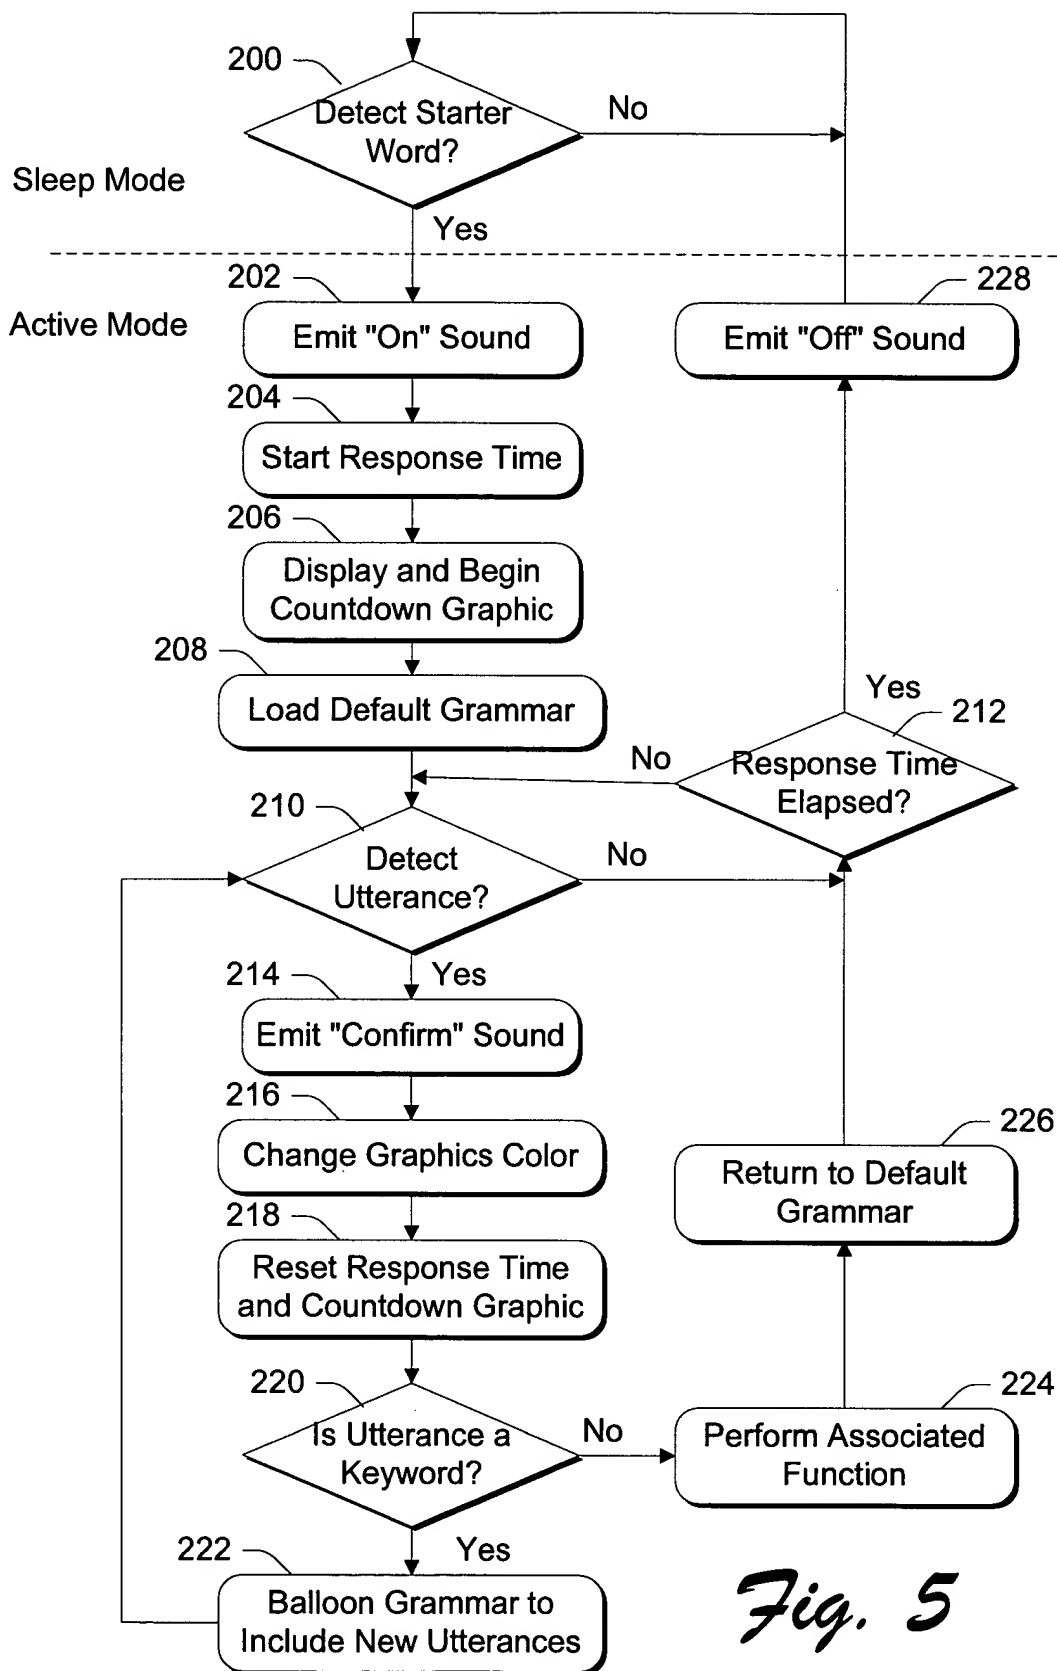 200
Detect Starter
Word?
No
Sleep Mode
Yes
202
228
Active Mode
Emit "On" Sound
Emit "Off" Sound
204
Start Response Time
206
Display and Begin
Countdown Graphic
208
Load Default Grammar
Yes
212
No
Response Time
Elapsed?
210
Detect
Utterance?
No
Yes
214
Emit "Confirm" Sound
216
Change Graphics Color
226
Return to Default
Grammar
218
Reset Response Time
and Countdown Graphic
220
Is Utterance a
Keyword?
No
224
Perform Associated
Function
Yes
222
Balloon Grammar to
Include New Utterances
Fig. 5